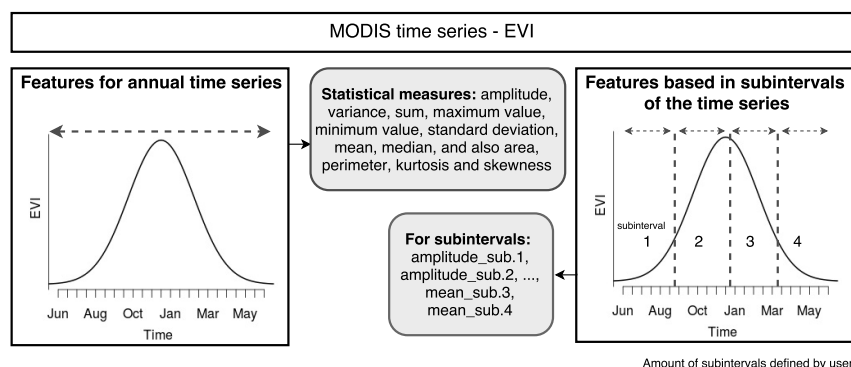 MODIS time series - EVI
Features for annual time series
EVI
Jun Aug Oct Jan Mar May
Time
Statistical measures: amplitude,
variance, sum, maximum value,
minimum value, standard deviation,
mean, median, and also area,
perimeter, kurtosis and skewness
For subintervals:
amplitude_sub.1,
amplitude_sub.2, ...,
mean_sub.3,
mean_sub.4
Features based in subintervals
of the time series
EVI
subinterval
1 2 3 4
Jun Aug Oct Jan Mar May
Time
Amount of subintervals defined by user